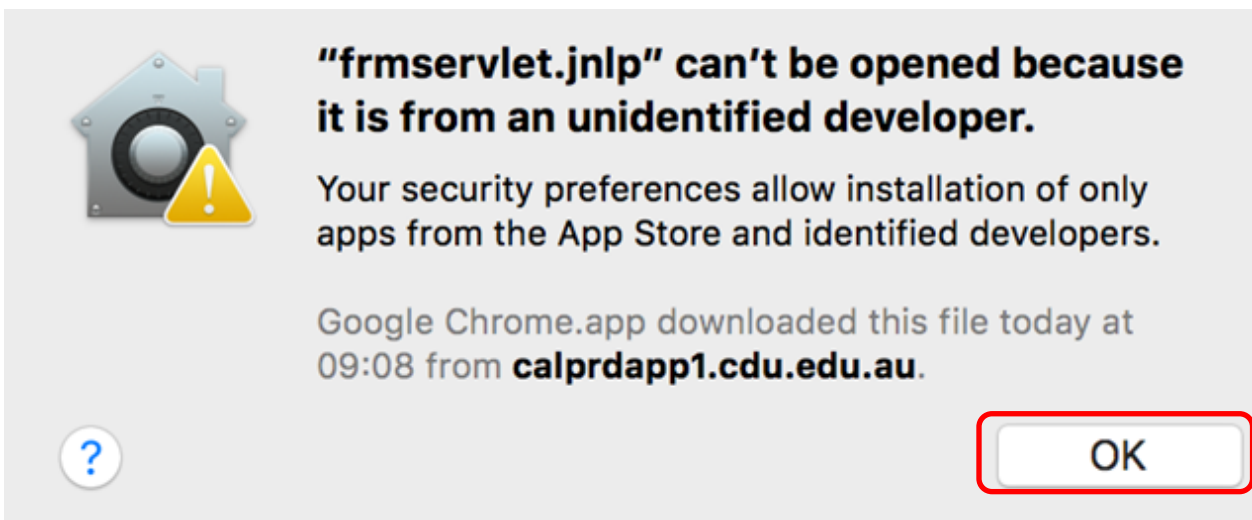 "frmservlet.jnlp" can't be opened because
it is from an unidentified developer.
Your security preferences allow installation of only
apps from the App Store and identified developers.
Google Chrome.app downloaded this file today at
09:08 from calprdapp1.cdu.edu.au.
?
OK